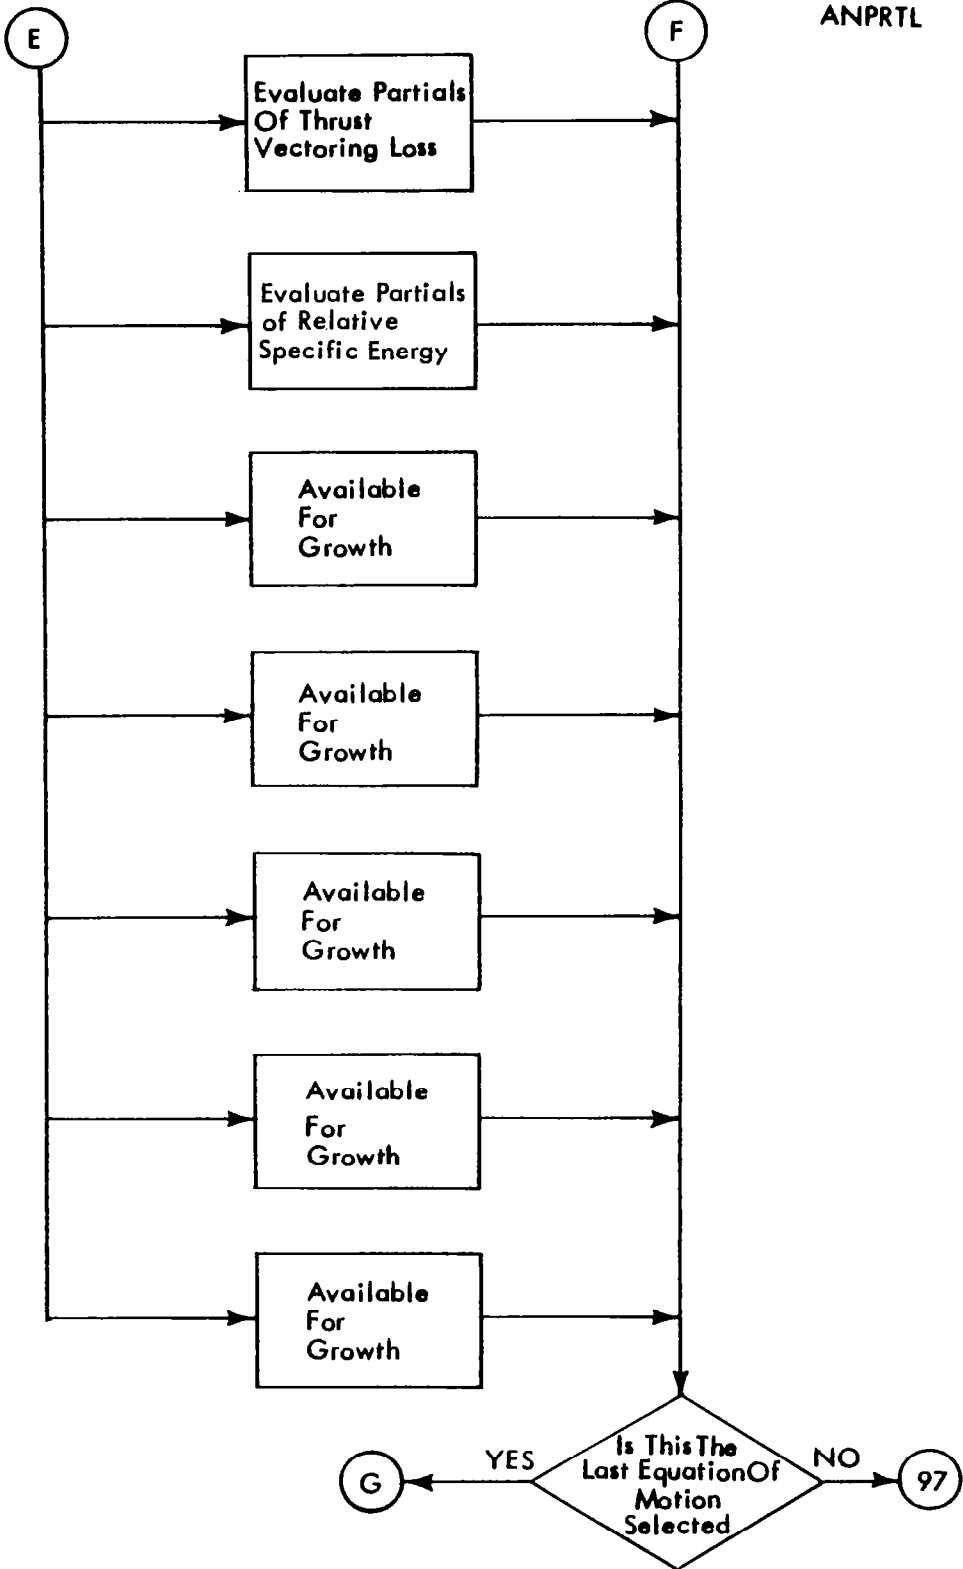 E
F
ANPRTL
Evaluate Partials
Of Thrust
Vectoring Loss
Evaluate Partials
of Relative
Specific Energy
Available
For
Growth
Available
For
Growth
Available
For
Growth
Available
For
Growth
Available
For
Growth
Is This The
Last Equation Of
Motion
Selected
YES
NO
G
97